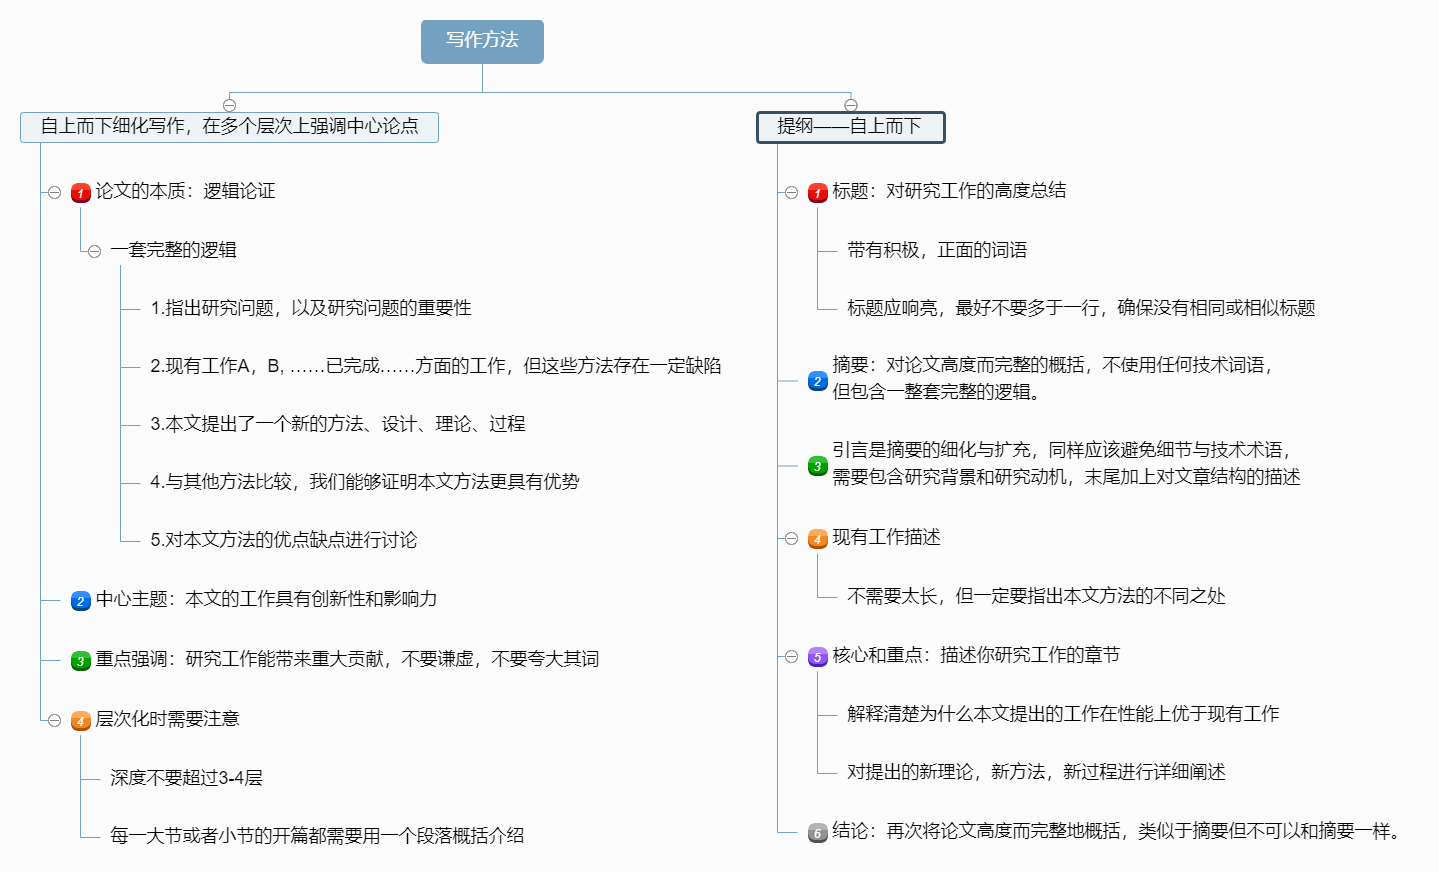 写作方法
自上而下细化写作，在多个层次上强调中心论点
1 论文的本质：逻辑论证
一套完整的逻辑
1.指出研究问题，以及研究问题的重要性
2.现有工作A，B, ……已完成……方面的工作，但这些方法存在一定缺陷
3.本文提出了一个新的方法、设计、理论、过程
4.与其他方法比较，我们能够证明本文方法更具有优势
5.对本文方法的优点缺点进行讨论
2 中心主题：本文的工作具有创新性和影响力
3 重点强调：研究工作能带来重大贡献，不要谦虚，不要夸大其词
4 层次化时需要注意
深度不要超过3-4层
每一大节或者小节的开篇都需要用一个段落概括介绍
提纲——自上而下
1 标题：对研究工作的高度总结
带有积极，正面的词语
标题应响亮，最好不要多于一行，确保没有相同或相似标题
2 摘要：对论文高度而完整的概括，不使用任何技术词语，
但包含一整套完整的逻辑。
3 引言是摘要的细化与扩充，同样应该避免细节与技术术语，
需要包含研究背景和研究动机，末尾加上对文章结构的描述
4 现有工作描述
不需要太长，但一定要指出本文方法的不同之处
5 核心和重点：描述你研究工作的章节
解释清楚为什么本文提出的工作在性能上优于现有工作
对提出的新理论，新方法，新过程进行详细阐述
6 结论：再次将论文高度而完整地概括，类似于摘要但不可以和摘要一样。